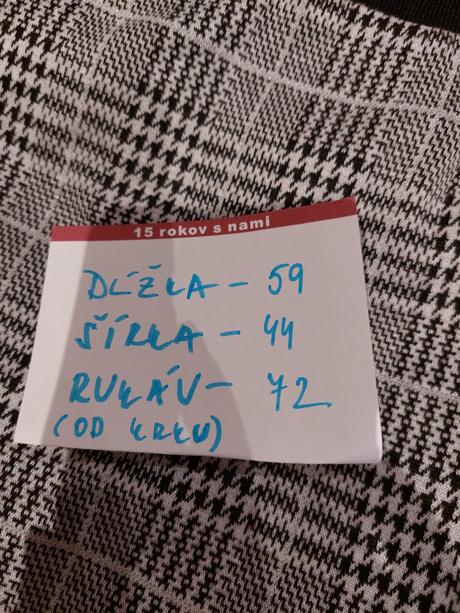 15 rokov s nami
DĹŽKA - 59
ŠÍRKA - 44
RUKÁV - 72
(OD KRKU)